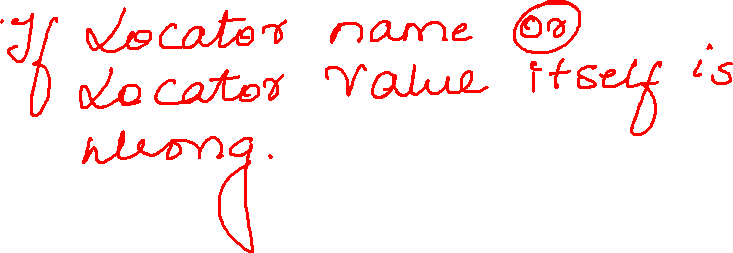 If Locator name or
Locator Value itself is
wrong.